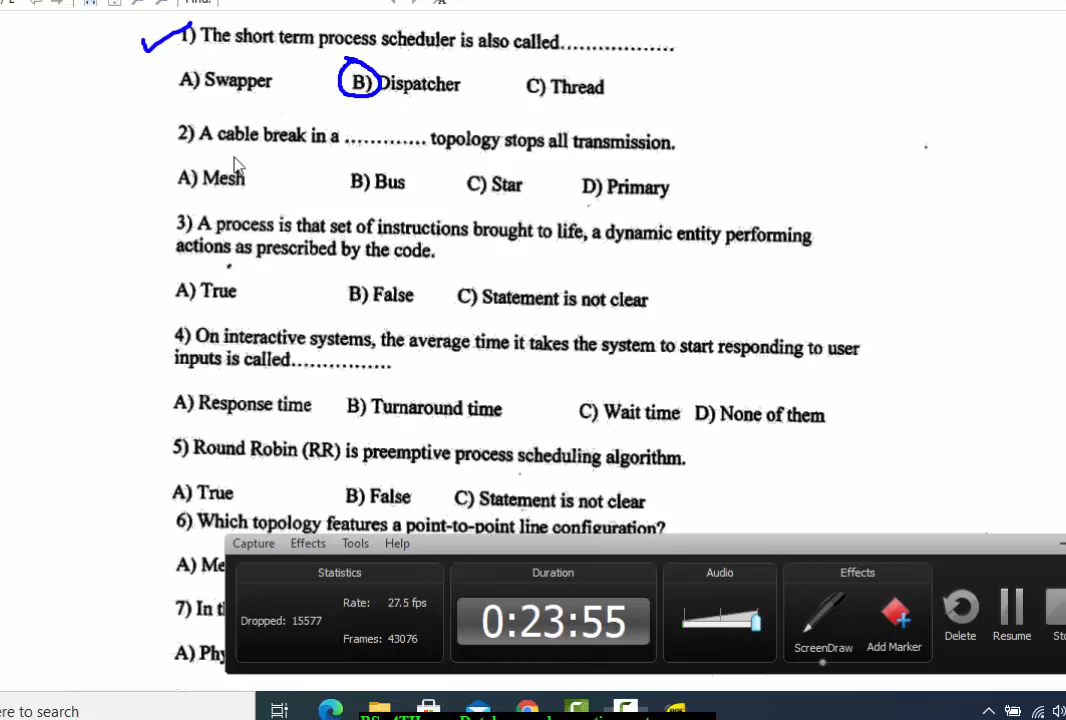 1) The short term process scheduler is also called...................
A) Swapper B) Dispatcher C) Thread
2) A cable break in a ............. topology stops all transmission.
A) Mesh B) Bus C) Star D) Primary
3) A process is that set of instructions brought to life, a dynamic entity performing
actions as prescribed by the code.
A) True B) False C) Statement is not clear
4) On interactive systems, the average time it takes the system to start responding to user
inputs is called................
A) Response time B) Turnaround time C) Wait time D) None of them
5) Round Robin (RR) is preemptive process scheduling algorithm.
A) True B) False C) Statement is not clear
6) Which topology features a point-to-point line configuration?
A) Me
7) In t
A) Phy
Capture Effects Tools Help
Statistics Duration Audio Effects
Rate: 27.5 fps
Dropped: 15577
Frames: 43076
0:23:55
ScreenDraw Add Marker Delete Resume Sto
ere to search